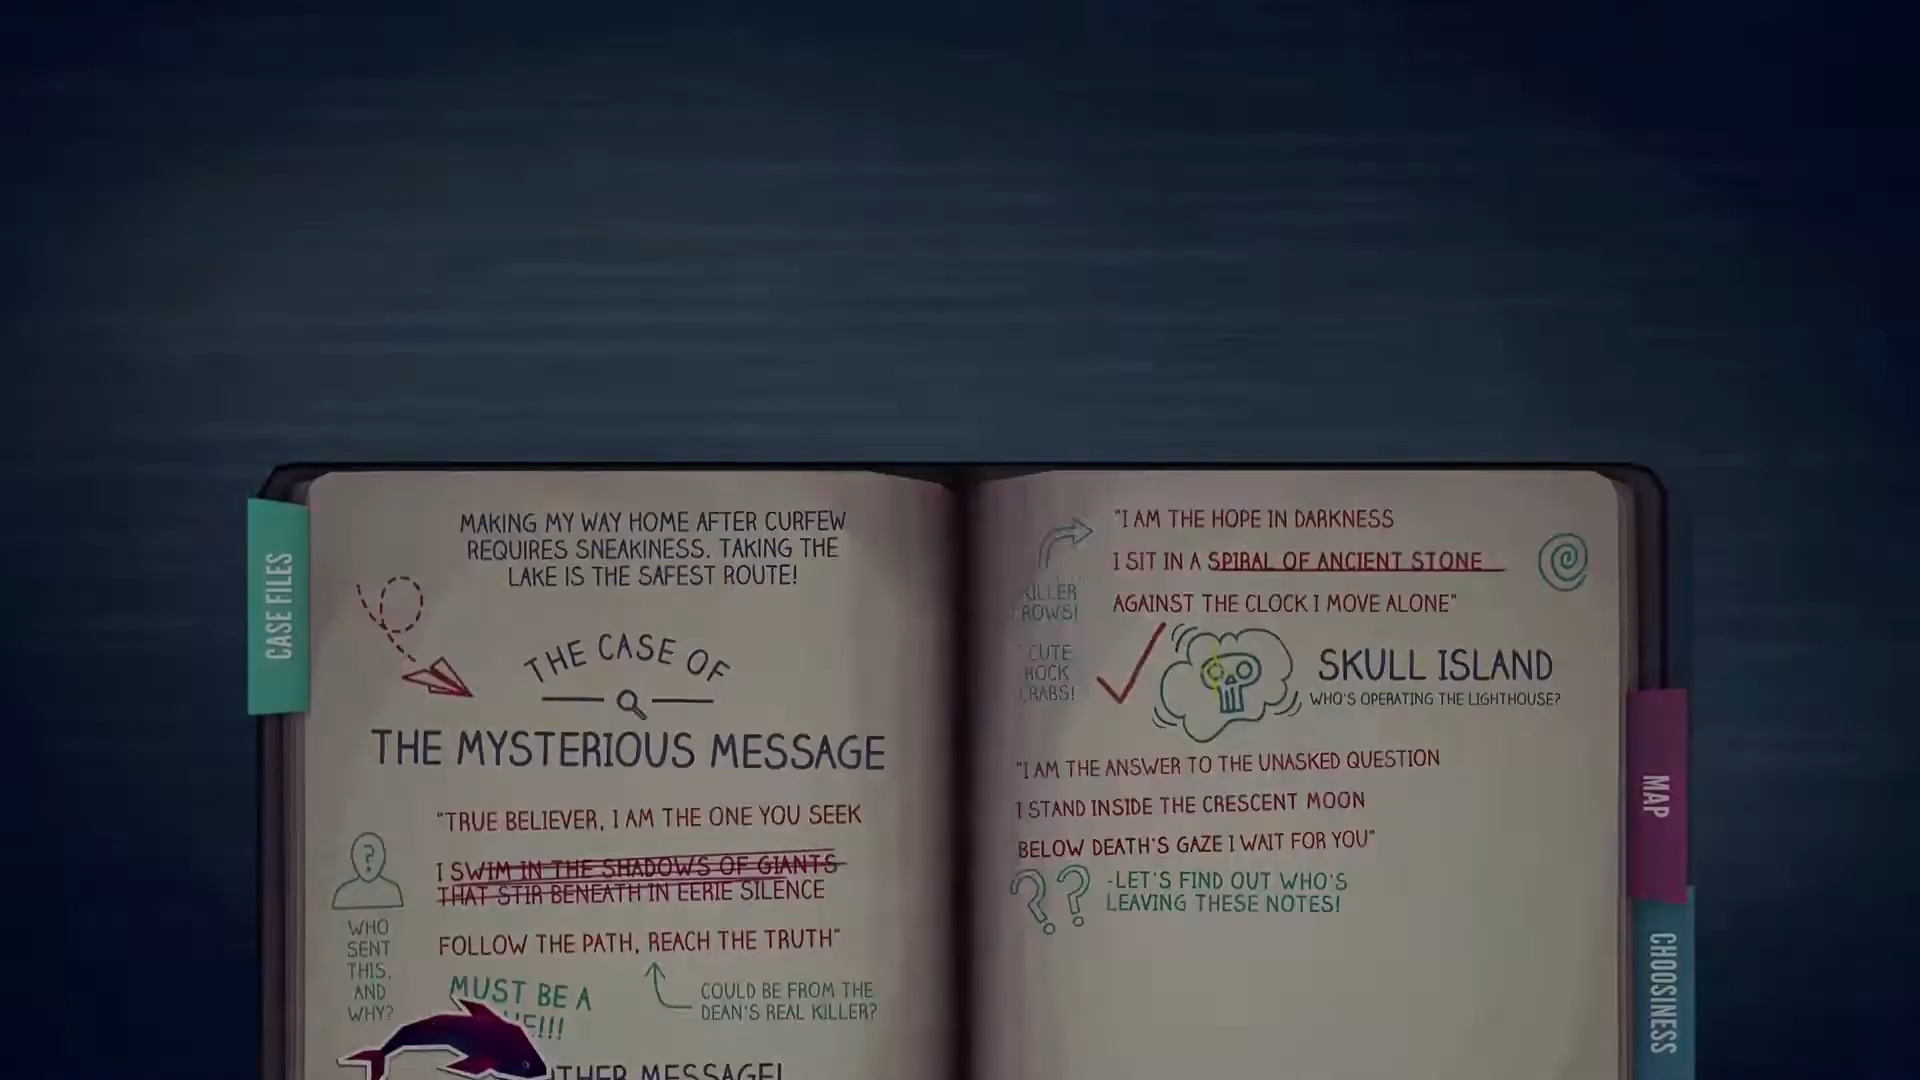 CASE FILES
MAKING MY WAY HOME AFTER CURFEW
REQUIRES SNEAKINESS. TAKING THE
LAKE IS THE SAFEST ROUTE!
THE CASE OF
THE MYSTERIOUS MESSAGE
"TRUE BELIEVER, I AM THE ONE YOU SEEK
I SWIM IN THE SHADOWS OF GIANTS
THAT STIR BENEATH IN EERIE SILENCE
FOLLOW THE PATH, REACH THE TRUTH"
?
WHO
SENT
THIS,
AND
WHY?
MUST BE A
COULD BE FROM THE
DEAN'S REAL KILLER?
MESSAGE!
"I AM THE HOPE IN DARKNESS
I SIT IN A SPIRAL OF ANCIENT STONE
AGAINST THE CLOCK I MOVE ALONE"
KILLER
CUTE
ROCK
SKULL ISLAND
WHO'S OPERATING THE LIGHTHOUSE?
"I AM THE ANSWER TO THE UNASKED QUESTION
I STAND INSIDE THE CRESCENT MOON
BELOW DEATH'S GAZE I WAIT FOR YOU"
?? -LET'S FIND OUT WHO'S
LEAVING THESE NOTES!
MAP
CHOOSINESS